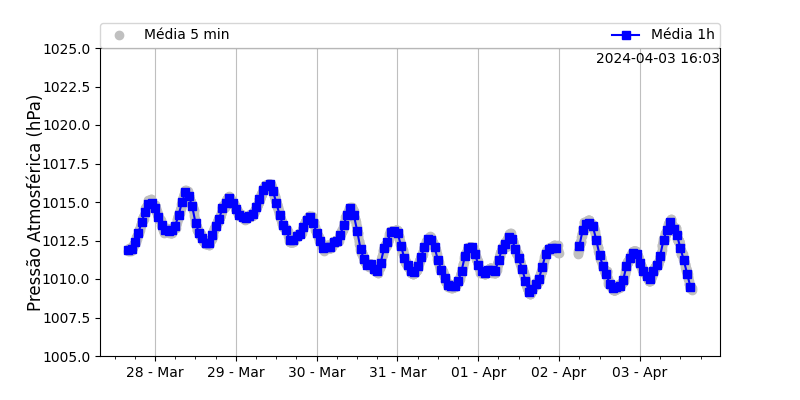 Média 5 min
Média 1h
2024-04-03 16:03
Pressão Atmosférica (hPa)
1025.0
1022.5
1020.0
1017.5
1015.0
1012.5
1010.0
1007.5
1005.0
28 - Mar
29 - Mar
30 - Mar
31 - Mar
01 - Apr
02 - Apr
03 - Apr